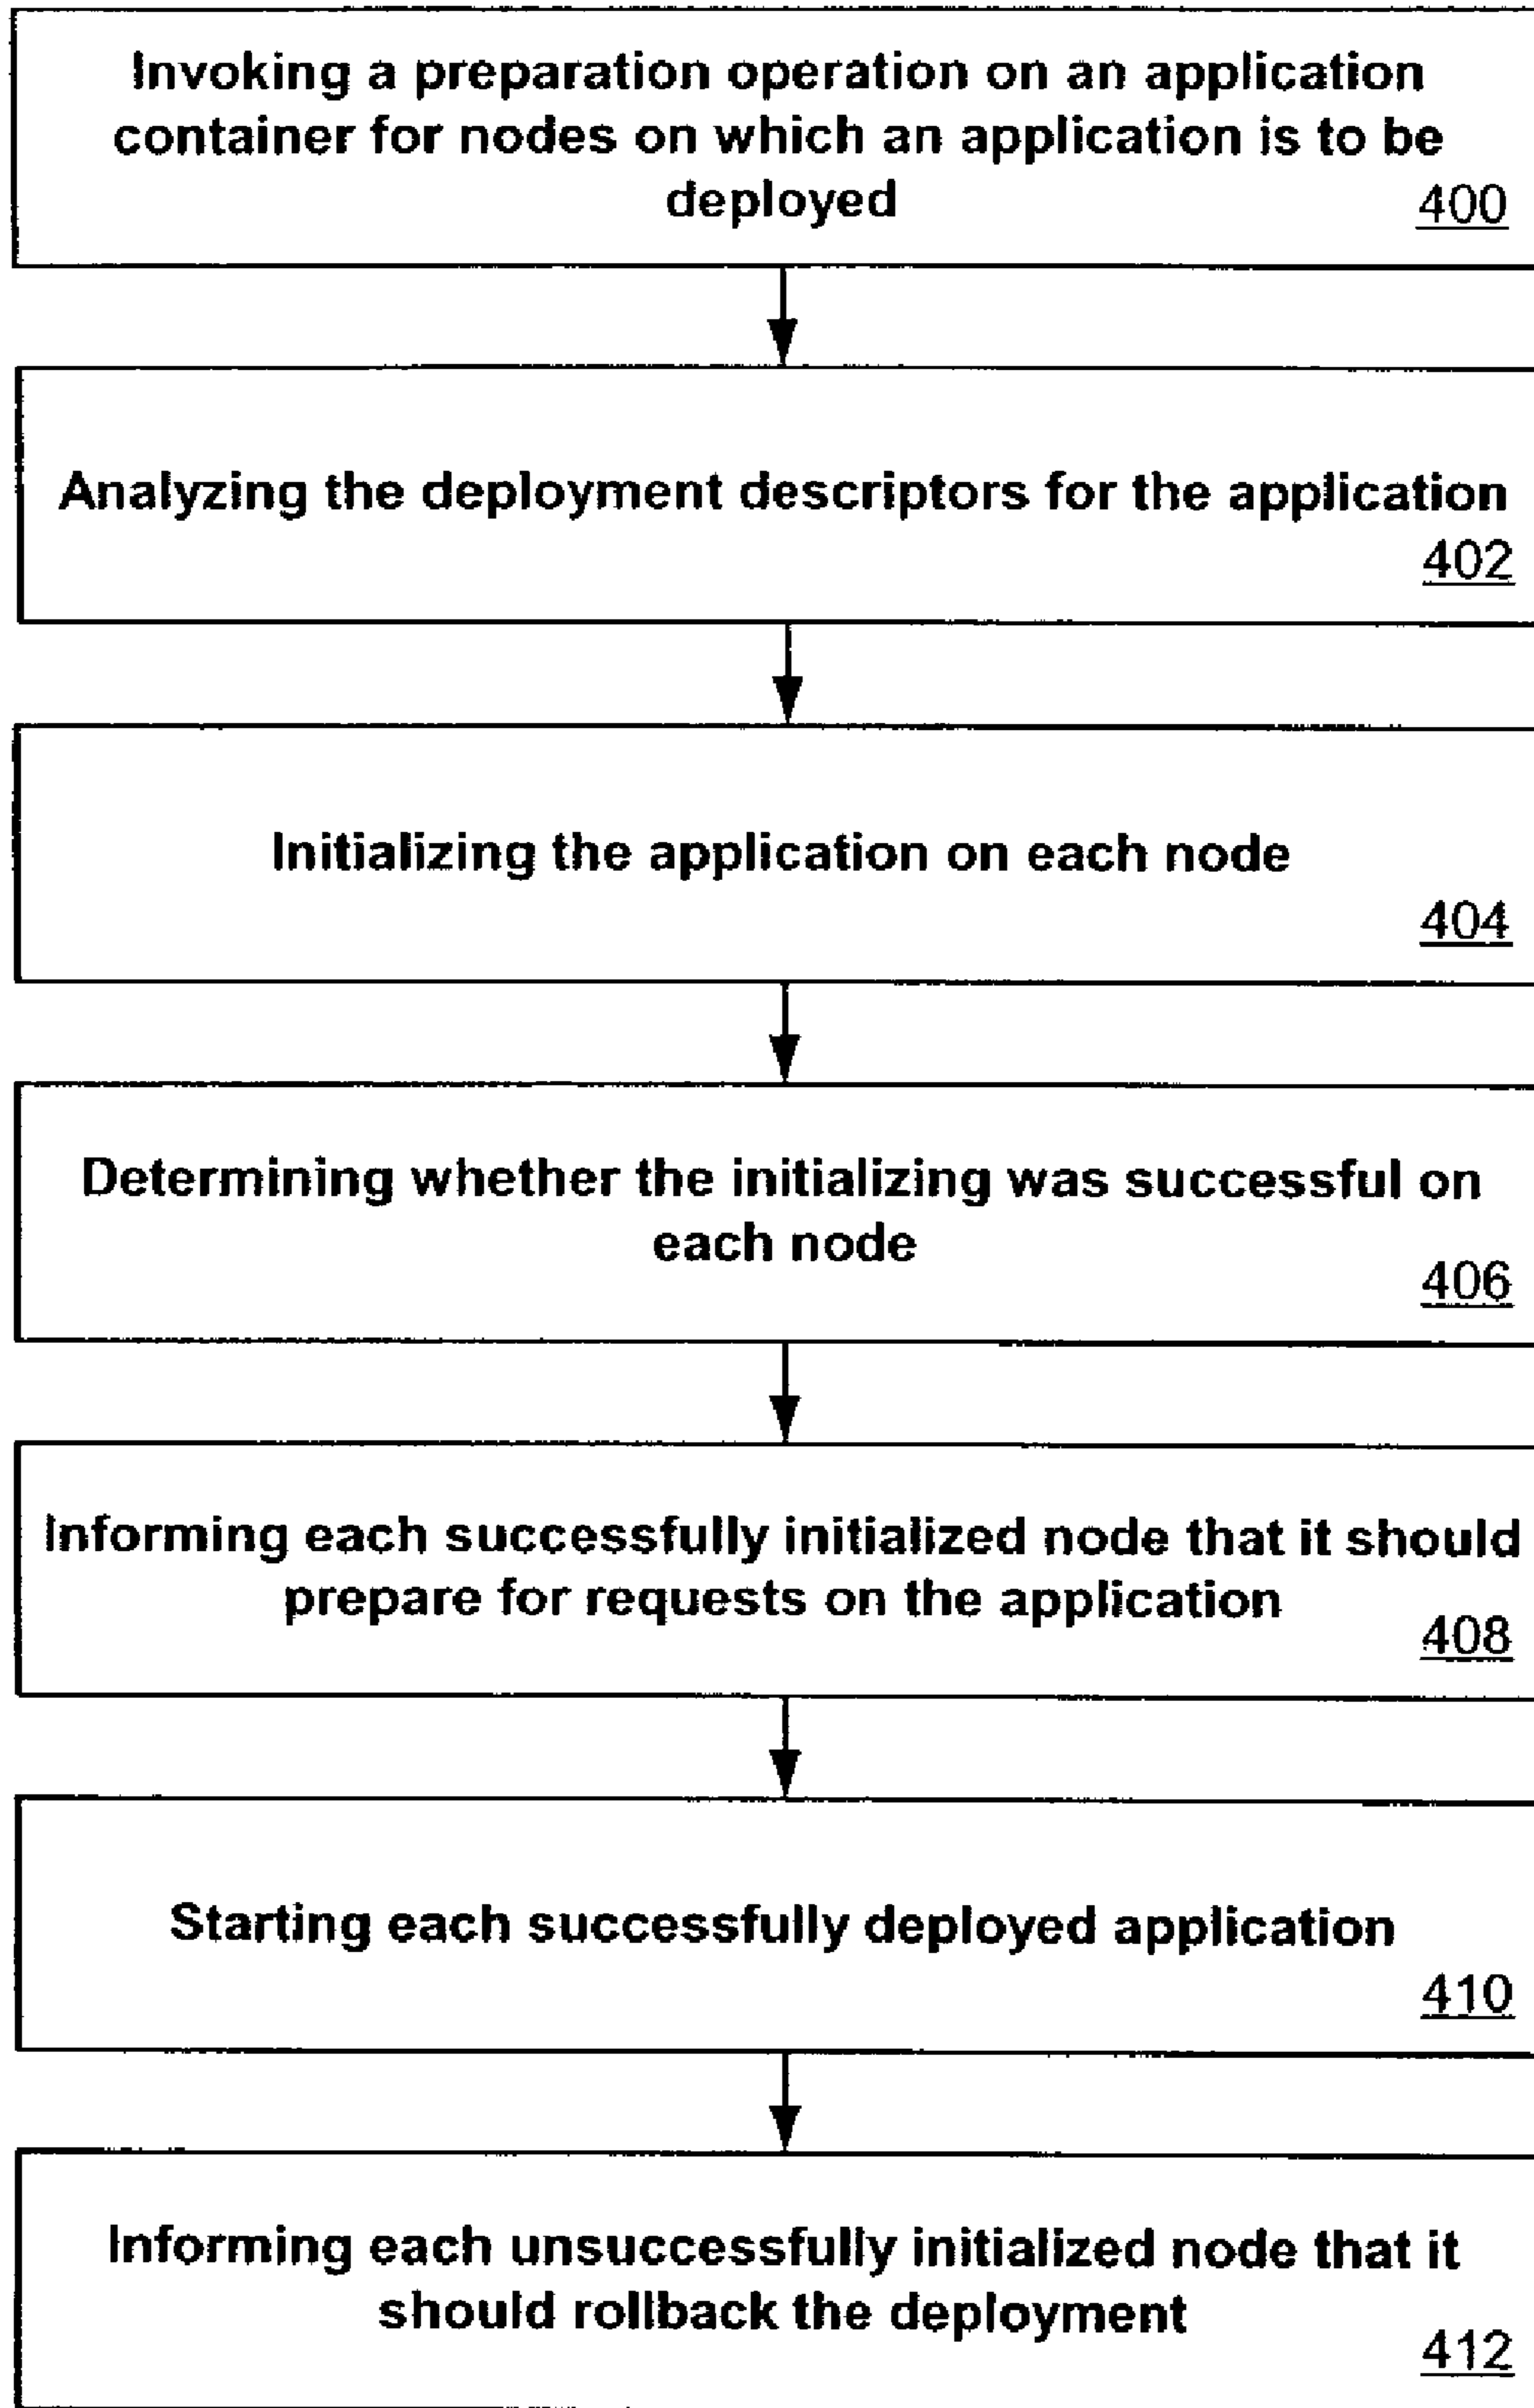 Invoking a preparation operation on an application
container for nodes on which an application is to be
deployed
400
Analyzing the deployment descriptors for the application
402
Initializing the application on each node
404
Determining whether the initializing was successful on
each node
406
Informing each successfully initialized node that it should
prepare for requests on the application
408
Starting each successfully deployed application
410
Informing each unsuccessfully initialized node that it
should rollback the deployment
412